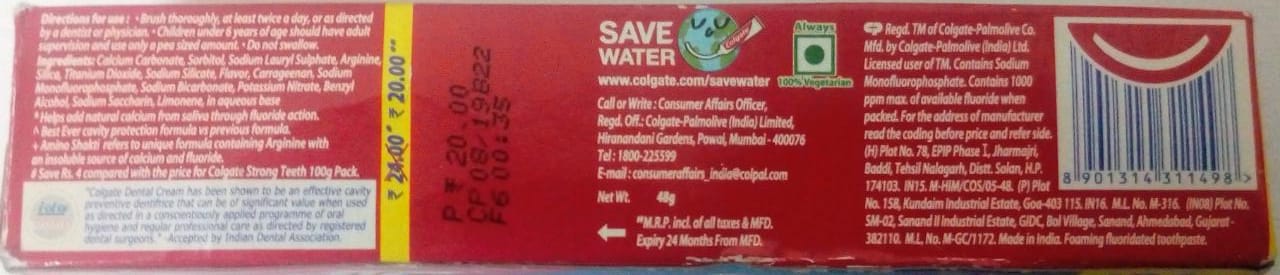 Directions for use : • Brush thoroughly, at least twice a day, or as directed
by a dentist or physician. • Children under 6 years of age should have adult
supervision and use only a pea sized amount. • Do not swallow.
Ingredients: Calcium Carbonate, Sorbitol, Sodium Lauryl Sulphate, Arginine,
Silica, Titanium Dioxide, Sodium Silicate, Flavor, Carrageenan, Sodium
Monofluorophosphate, Sodium Bicarbonate, Potassium Nitrate, Benzyl
Alcohol, Sodium Saccharin, Limonene, in aqueous base
* Helps add natural calcium from saliva through fluoride action.
^ Best Ever cavity protection formula vs previous formula.
+ Amino Shakti refers to unique formula containing Arginine with
an insoluble source of calcium and fluoride.
# Save Rs. 4 compared with the price for Colgate Strong Teeth 100g Pack.
"Colgate Dental Cream has been shown to be an effective cavity
preventive dentifrice that can be of significant value when used
as directed in a conscientiously applied programme of oral
hygiene and regular professional care as directed by registered
dental surgeons." -Accepted by Indian Dental Association.
₹ 24.00* ₹ 20.00**
P ₹ 20.00
CP 08/19B22
F6 00:35
SAVE
WATER
Colgate
www.colgate.com/savewater
Always
100% Vegetarian
Call or Write : Consumer Affairs Officer,
Regd. Off.: Colgate-Palmolive (India) Limited,
Hiranandani Gardens, Powai, Mumbai - 400076
Tel : 1800-225599
E-mail : consumeraffairs_india@colpal.com
Net Wt. 48g
**M.R.P. incl. of all taxes & MFD.
Expiry 24 Months From MFD.
Regd. TM of Colgate-Palmolive Co.
Mfd. by Colgate-Palmolive (India) Ltd.
Licensed user of TM. Contains Sodium
Monofluorophosphate. Contains 1000
ppm max. of available fluoride when
packed. For the address of manufacturer
read the coding before price and refer side.
(H) Plot No. 78, EPIP Phase I, Jharmajri,
Baddi, Tehsil Nalagarh, Distt. Solan, H.P.
174103. IN15. M-HIM/COS/05-48. (P) Plot
No. 158, Kundaim Industrial Estate, Goa-403 115. IN16. M.L. No. M-316. (IN08) Plot No.
SM-02, Sanand II Industrial Estate, GIDC, Bol Village, Sanand, Ahmedabad, Gujarat -
382110. M.L. No. M-GC/1172. Made in India. Foaming fluoridated toothpaste.
8 901314 311498 >